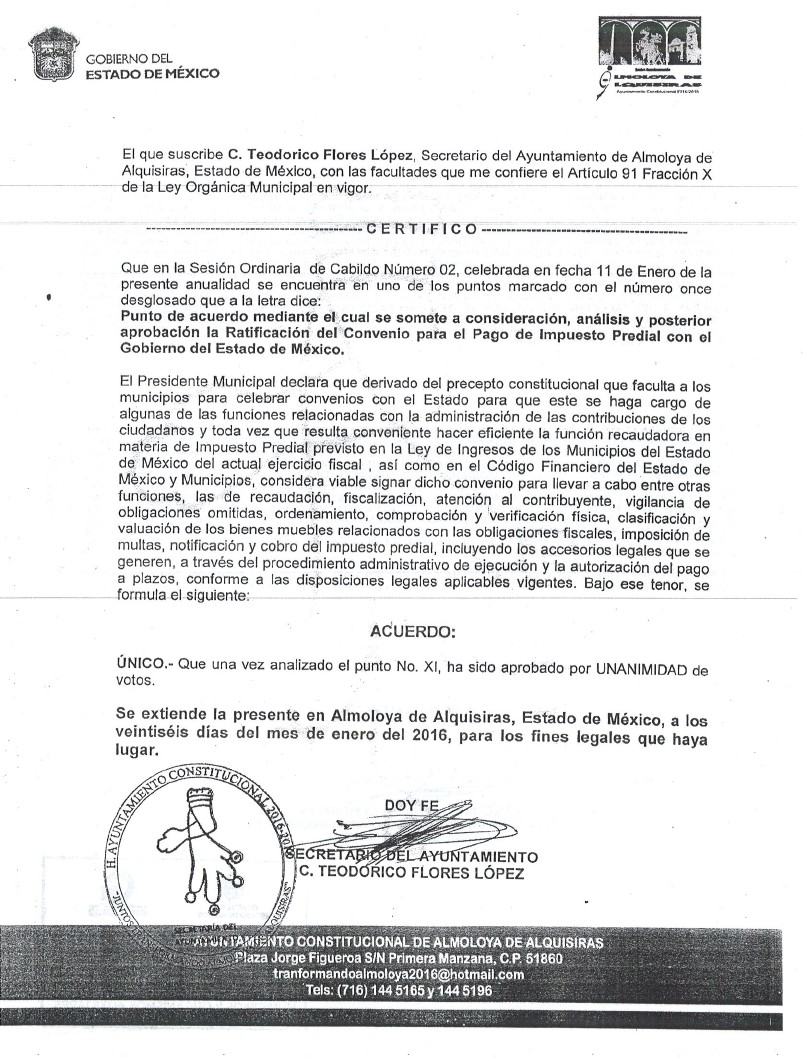 GOBIERNO DEL
ESTADO DE MÉXICO
ALMOLOYA DE
ALQUISIRAS
Ayuntamiento Constitucional 2016-2018
El que suscribe C. Teodorico Flores López, Secretario del Ayuntamiento de Almoloya de
Alquisiras, Estado de México, con las facultades que me confiere el Artículo 91 Fracción X
de la Ley Orgánica Municipal en vigor.
------------------------------------------- C E R T I F I C O -----------------------------------------
Que en la Sesión Ordinaria de Cabildo Número 02, celebrada en fecha 11 de Enero de la
presente anualidad se encuentra en uno de los puntos marcado con el número once
desglosado que a la letra dice:
Punto de acuerdo mediante el cual se somete a consideración, análisis y posterior
aprobación la Ratificación del Convenio para el Pago de Impuesto Predial con el
Gobierno del Estado de México.
El Presidente Municipal declara que derivado del precepto constitucional que faculta a los
municipios para celebrar convenios con el Estado para que este se haga cargo de
algunas de las funciones relacionadas con la administración de las contribuciones de los
ciudadanos y toda vez que resulta conveniente hacer eficiente la función recaudadora en
materia de Impuesto Predial previsto en la Ley de Ingresos de los Municipios del Estado
de México del actual ejercicio fiscal , así como en el Código Financiero del Estado de
México y Municipios, considera viable signar dicho convenio para llevar a cabo entre otras
funciones, las de recaudación, fiscalización, atención al contribuyente, vigilancia de
obligaciones omitidas, ordenamiento, comprobación y verificación física, clasificación y
valuación de los bienes muebles relacionados con las obligaciones fiscales, imposición de
multas, notificación y cobro del impuesto predial, incluyendo los accesorios legales que se
generen, a través del procedimiento administrativo de ejecución y la autorización del pago
a plazos, conforme a las disposiciones legales aplicables vigentes. Bajo ese tenor, se
formula el siguiente:
ACUERDO:
ÚNICO.- Que una vez analizado el punto No. XI, ha sido aprobado por UNANIMIDAD de
votos.
Se extiende la presente en Almoloya de Alquisiras, Estado de México, a los
veintiséis días del mes de enero del 2016, para los fines legales que haya
lugar.
H. AYUNTAMIENTO CONSTITUCIONAL 2016-20
"JUNTOS
ALQUISIRAS"
SECRETARÍA DEL
DOY FE
SECRETARIO DEL AYUNTAMIENTO
C. TEODORICO FLORES LÓPEZ
AYUNTAMIENTO CONSTITUCIONAL DE ALMOLOYA DE ALQUISIRAS
Plaza Jorge Figueroa S/N Primera Manzana, C.P. 51860
tranformandoalmoloya2016@hotmail.com
Tels: (716) 144 5165 y 144 5196